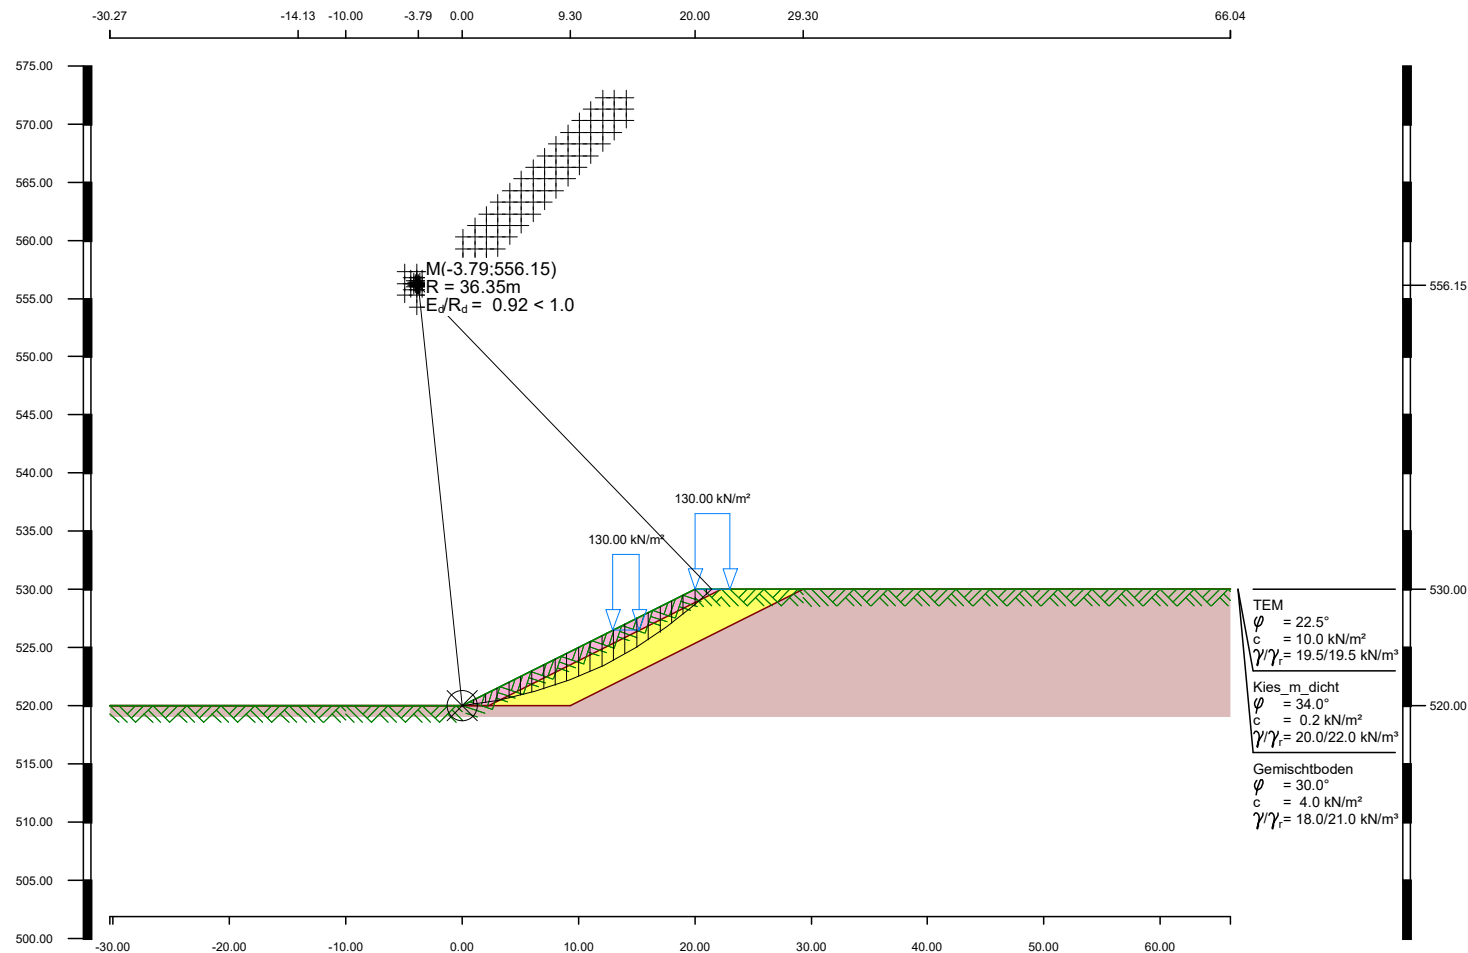 -30.27 -14.13 -10.00 -3.79 0.00 9.30 20.00 29.30 66.04
575.00
570.00
565.00
560.00
555.00
550.00
545.00
540.00
535.00
530.00
525.00
520.00
515.00
510.00
505.00
500.00
M(-3.79;556.15)
R = 36.35m
Ed/Rd = 0.92 < 1.0
130.00 kN/m²
130.00 kN/m²
556.15
530.00
520.00
TEM
φ = 22.5°
c = 10.0 kN/m²
γ/γr = 19.5/19.5 kN/m³
Kies_m_dicht
φ = 34.0°
c = 0.2 kN/m²
γ/γr = 20.0/22.0 kN/m³
Gemischtboden
φ = 30.0°
c = 4.0 kN/m²
γ/γr = 18.0/21.0 kN/m³
-30.00 -20.00 -10.00 0.00 10.00 20.00 30.00 40.00 50.00 60.00